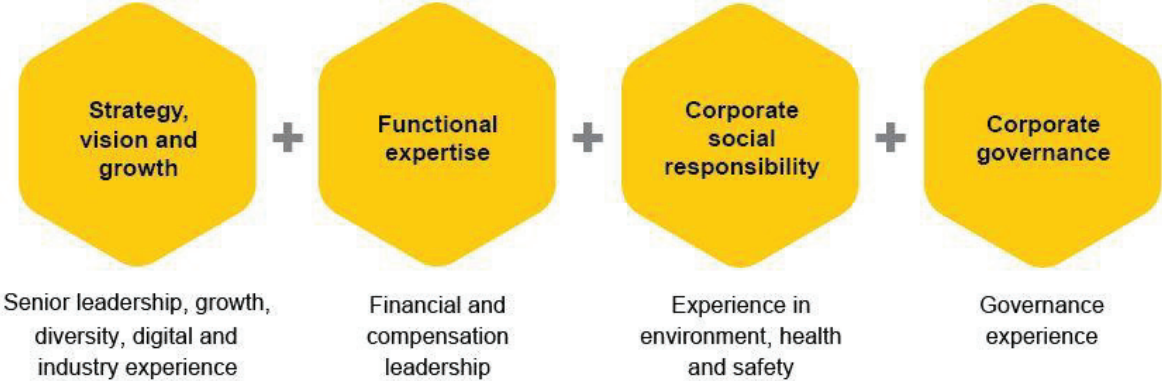 Strategy,
vision and
growth
+
Functional
expertise
+
Corporate
social
responsibility
+
Corporate
governance
Senior leadership, growth,
diversity, digital and
industry experience
Financial and
compensation
leadership
Experience in
environment, health
and safety
Governance
experience